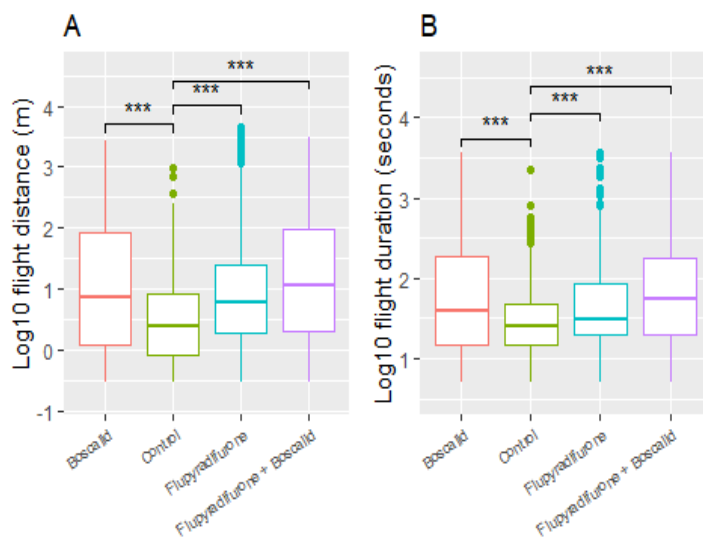 A
Log10 flight distance (m)
4
3
2
1
0
-1
***
***
***
Boscalid
Control
Flupyradifurone
Flupyradifurone + Boscalid
B
Log10 flight duration (seconds)
4
3
2
1
***
***
***
Boscalid
Control
Flupyradifurone
Flupyradifurone + Boscalid